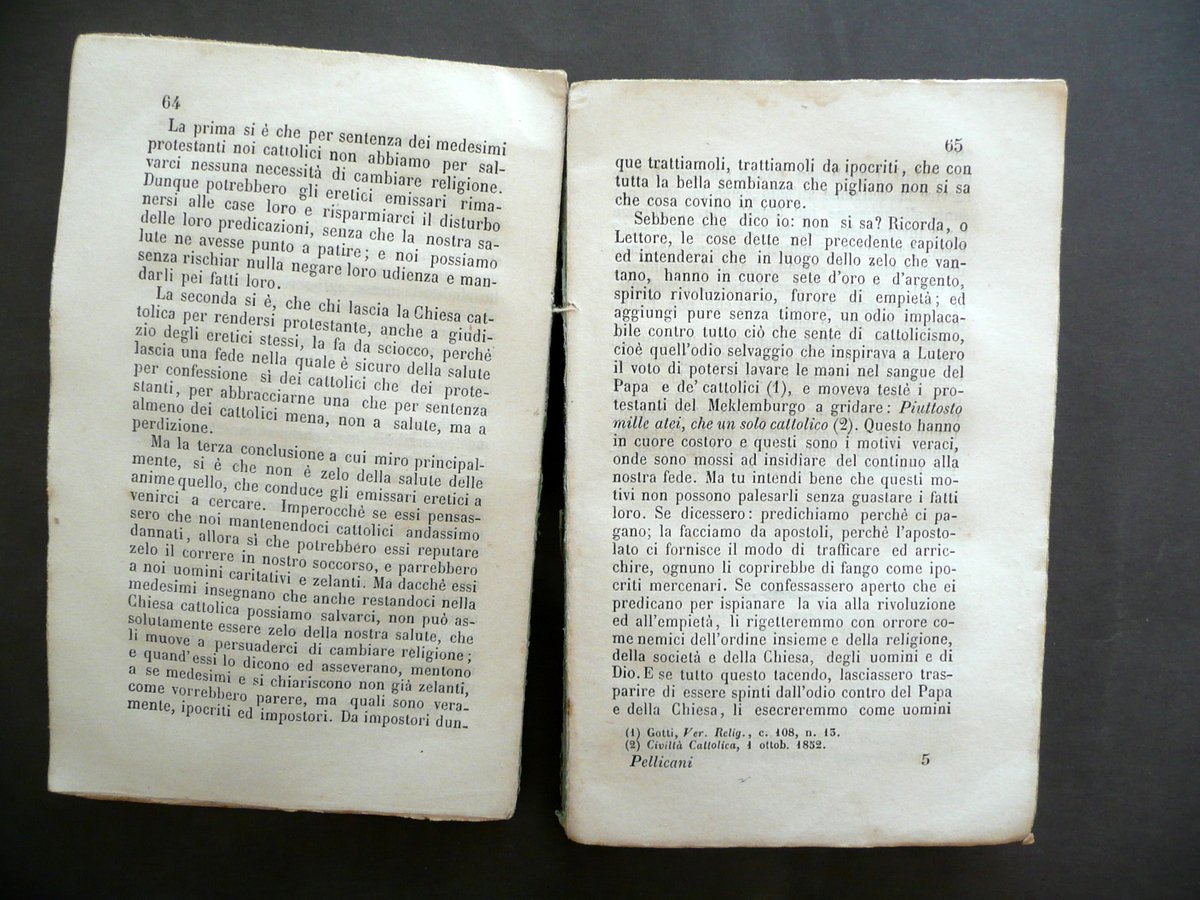 64
La prima si è che per sentenza dei medesimi
protestanti noi cattolici non abbiamo per sal-
varci nessuna necessità di cambiare religione.
Dunque potrebbero gli eretici emissari rima-
nersi alle case loro e risparmiarci il disturbo
delle loro predicazioni, senza che la nostra sa-
lute ne avesse punto a patire; e noi possiamo
senza rischiar nulla negare loro udienza e man-
darli pei fatti loro.
La seconda si è, che chi lascia la Chiesa cat-
tolica per rendersi protestante, anche a giudi-
zio degli eretici stessi, la fa da sciocco, perchè
lascia una fede nella quale è sicuro della salute
per confessione sì dei cattolici che dei prote-
stanti, per abbracciarne una che per sentenza
almeno dei cattolici mena, non a salute, ma a
perdizione.
Ma la terza conclusione a cui miro principal-
mente, si è che non è zelo della salute delle
anime quello, che conduce gli emissari eretici a
venirci a cercare. Imperocchè se essi pensas-
sero che noi mantenendoci cattolici andassimo
dannati, allora sì che potrebbero essi reputare
zelo il correre in nostro soccorso, e parrebbero
a noi uomini caritativi e zelanti. Ma dacchè essi
medesimi insegnano che anche restandoci nella
Chiesa cattolica possiamo salvarci, non può as-
solutamente essere zelo della nostra salute, che
li muove a persuaderci di cambiare religione;
e quand'essi lo dicono ed asseverano, mentono
a se medesimi e si chiariscono non già zelanti,
come vorrebbero parere, ma quali sono vera-
mente, ipocriti ed impostori. Da impostori dun-
65
que trattiamoli, trattiamoli da ipocriti, che con
tutta la bella sembianza che pigliano non si sa
che cosa covino in cuore.
Sebbene che dico io: non si sa? Ricorda, o
Lettore, le cose dette nel precedente capitolo
ed intenderai che in luogo dello zelo che van-
tano, hanno in cuore sete d'oro e d'argento,
spirito rivoluzionario, furore di empietà; ed
aggiungi pure senza timore, un odio implaca-
bile contro tutto ciò che sente di cattolicismo,
cioè quell'odio selvaggio che inspirava a Lutero
il voto di potersi lavare le mani nel sangue del
Papa e de' cattolici (1), e moveva testè i pro-
testanti del Meklemburgo a gridare: Piuttosto
mille atei, che un solo cattolico (2). Questo hanno
in cuore costoro e questi sono i motivi veraci,
onde sono mossi ad insidiare del continuo alla
nostra fede. Ma tu intendi bene che questi mo-
tivi non possono palesarli senza guastare i fatti
loro. Se dicessero: predichiamo perchè ci pa-
gano; la facciamo da apostoli, perchè l'aposto-
lato ci fornisce il modo di trafficare ed arric-
chire, ognuno li coprirebbe di fango come ipo-
criti mercenari. Se confessassero aperto che ei
predicano per ispianare la via alla rivoluzione
ed all'empietà, li rigetteremmo con orrore co-
me nemici dell'ordine insieme e della religione,
della società e della Chiesa, degli uomini e di
Dio. E se tutto questo tacendo, lasciassero tras-
parire di essere spinti dall'odio contro del Papa
e della Chiesa, li esecreremmo come uomini
(1) Gotti, Ver. Relig., c. 108, n. 13.
(2) Civiltà Cattolica, 1 ottob. 1852.
Pellicani 5